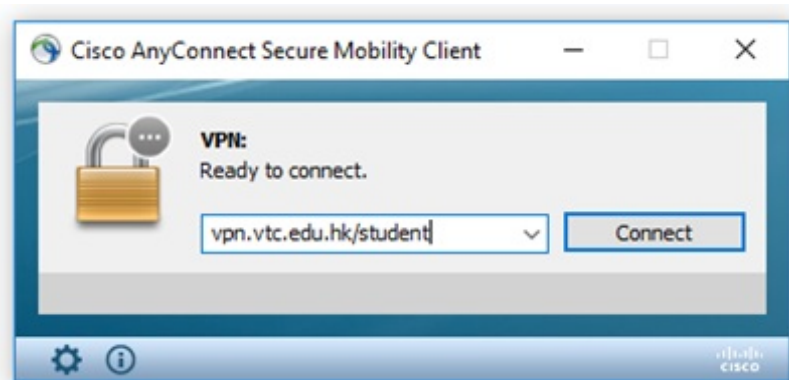 Cisco AnyConnect Secure Mobility Client
VPN:
Ready to connect.
vpn.vtc.edu.hk/student
Connect
CISCO